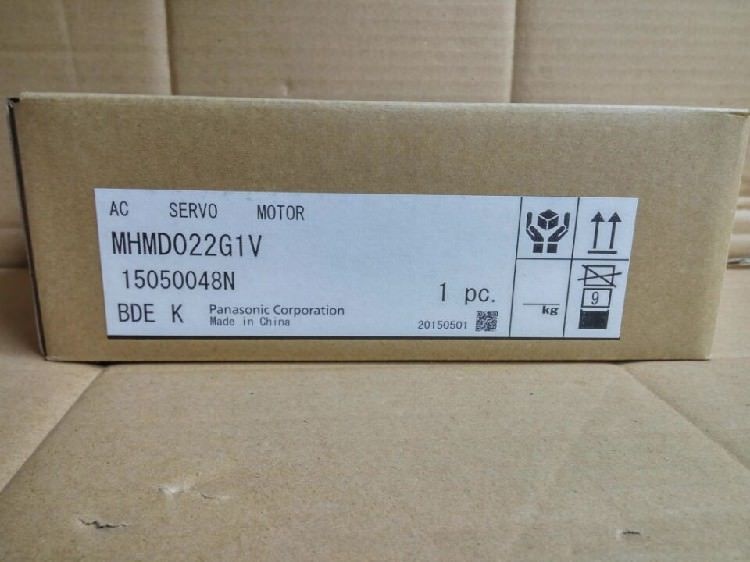 AC SERVO MOTOR
MHMD022G1V
15050048N
1 pc.
BDE K
Panasonic Corporation
Made in China
20150501
kg
9